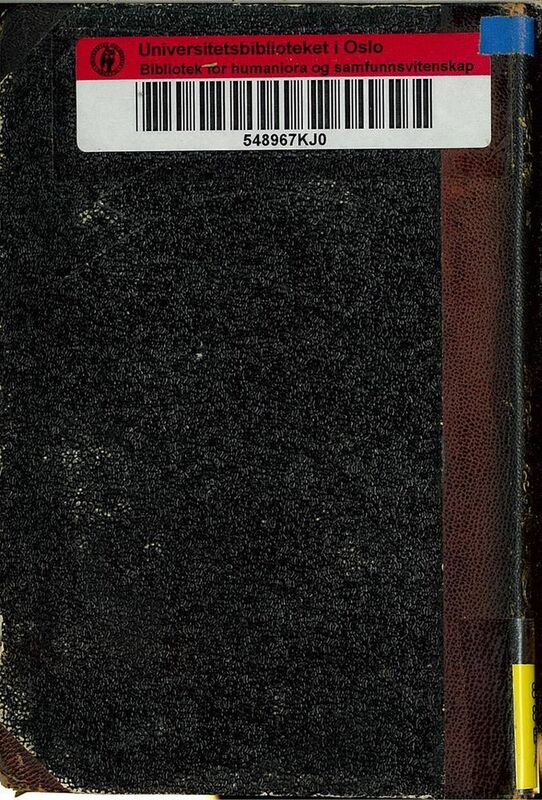 Universitetsbiblioteket i Oslo
Bibliotek for humaniora og samfunnsvitenskap
548967KJ0